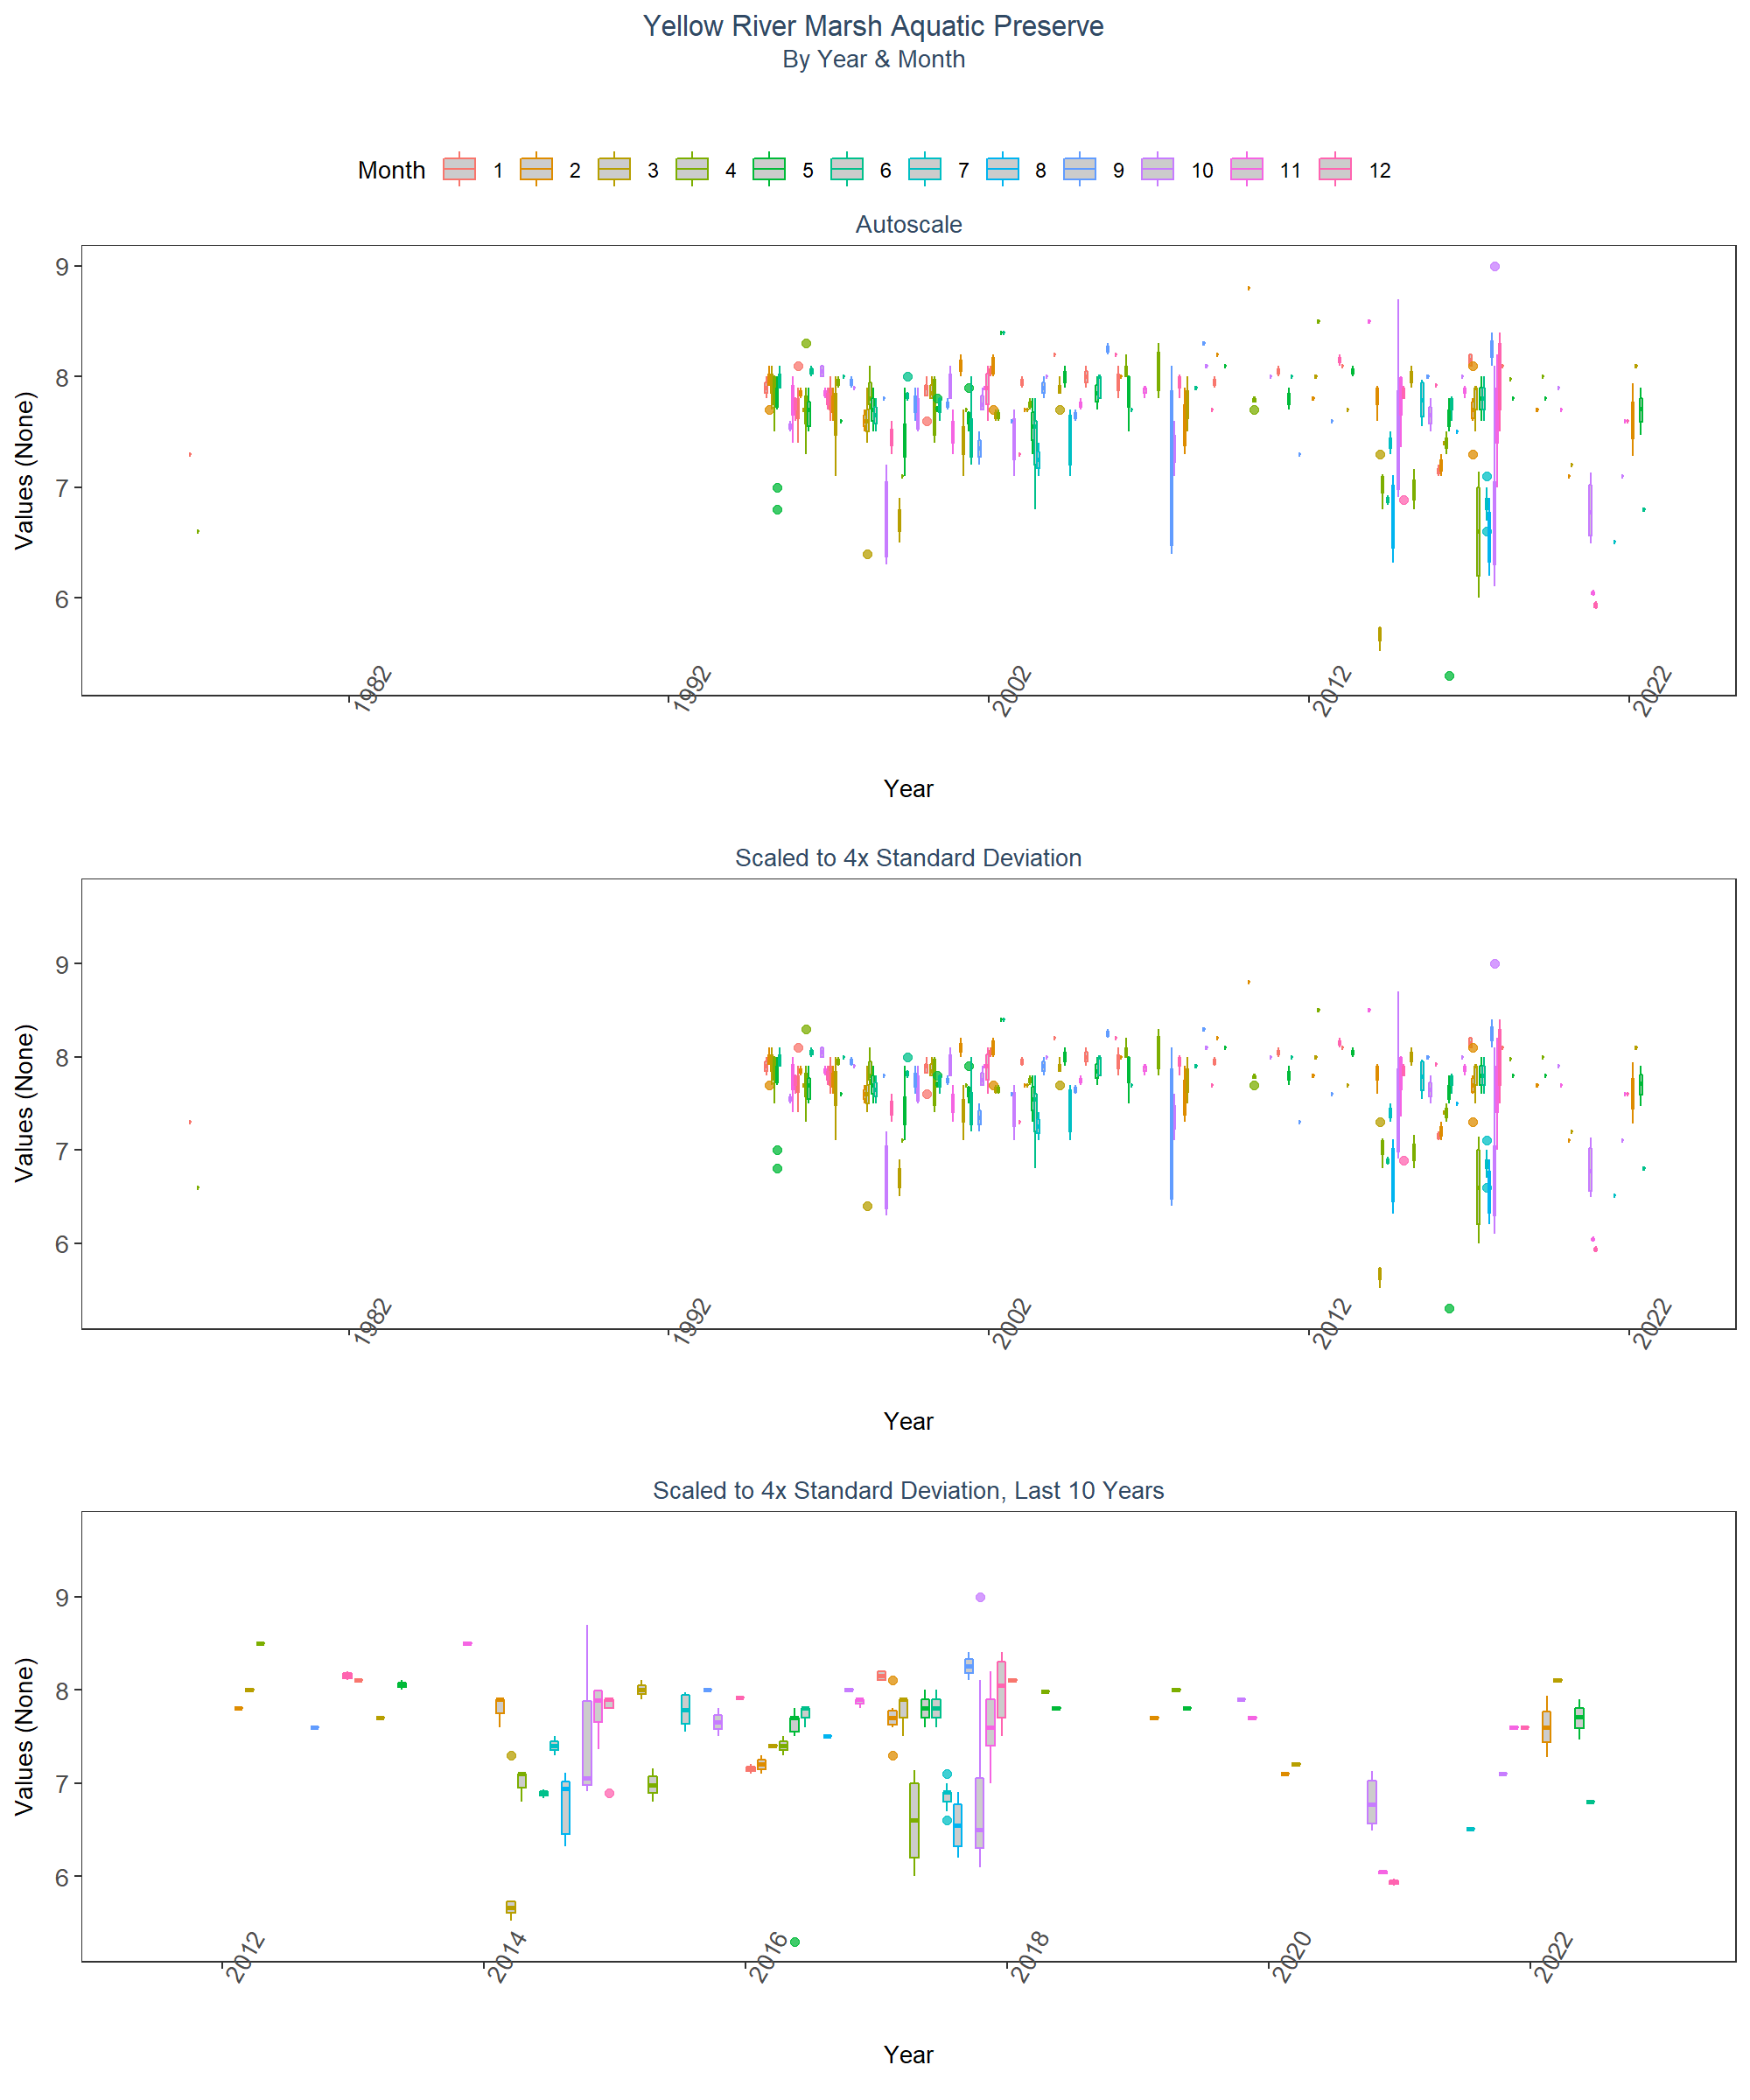 Yellow River Marsh Aquatic Preserve
By Year & Month
Month 1 2 3 4 5 6 7 8 9 10 11 12
Autoscale
Values (None)
9
8
7
6
1982 1992 2002 2012 2022
Year
Scaled to 4x Standard Deviation
Values (None)
9
8
7
6
1982 1992 2002 2012 2022
Year
Scaled to 4x Standard Deviation, Last 10 Years
Values (None)
9
8
7
6
2012 2014 2016 2018 2020 2022
Year